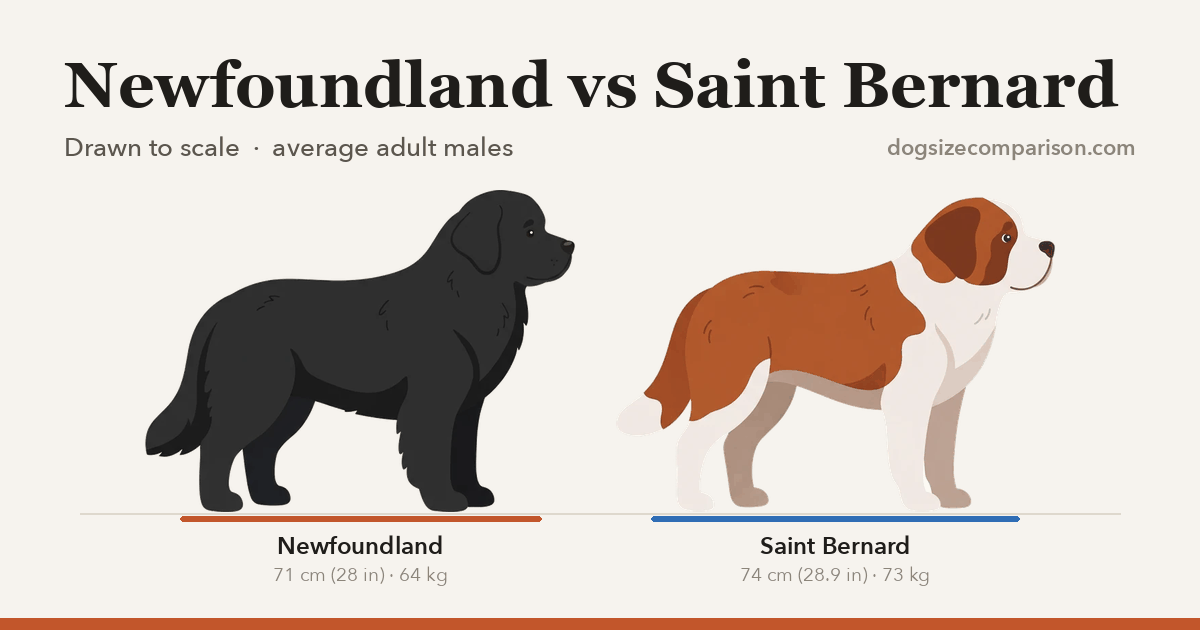 Newfoundland vs Saint Bernard
Drawn to scale · average adult males
dogsizecomparison.com
Newfoundland
71 cm (28 in) · 64 kg
Saint Bernard
74 cm (28.9 in) · 73 kg